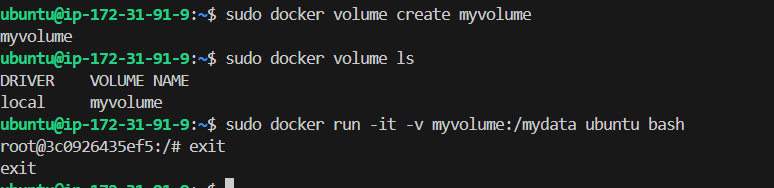 ubuntu@ip-172-31-91-9:~$ sudo docker volume create myvolume
myvolume
ubuntu@ip-172-31-91-9:~$ sudo docker volume ls
DRIVER    VOLUME NAME
local     myvolume
ubuntu@ip-172-31-91-9:~$ sudo docker run -it -v myvolume:/mydata ubuntu bash
root@3c0926435ef5:/# exit
exit
ubuntu@ip-172-31-91-9:~$